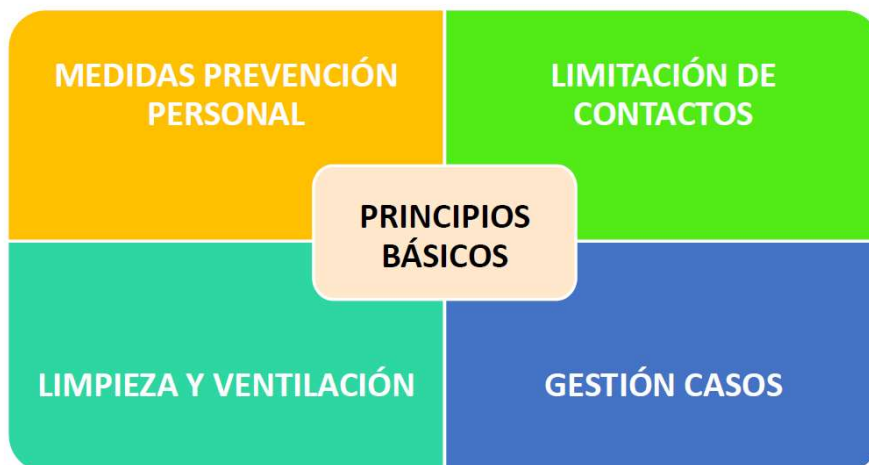 MEDIDAS PREVENCIÓN
PERSONAL
LIMITACIÓN DE
CONTACTOS
PRINCIPIOS
BÁSICOS
LIMPIEZA Y VENTILACIÓN
GESTIÓN CASOS